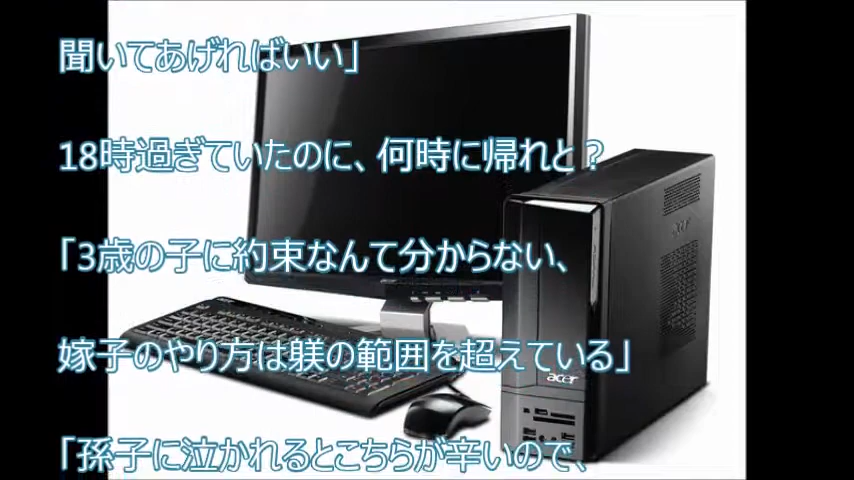 聞いてあげればいい」
18時過ぎていたのに、何時に帰れと？
「3歳の子に約束なんて分からない、
嫁子のやり方は躾の範囲を超えている」
「孫子に泣かれるとこちらが辛いので、
acer
acer